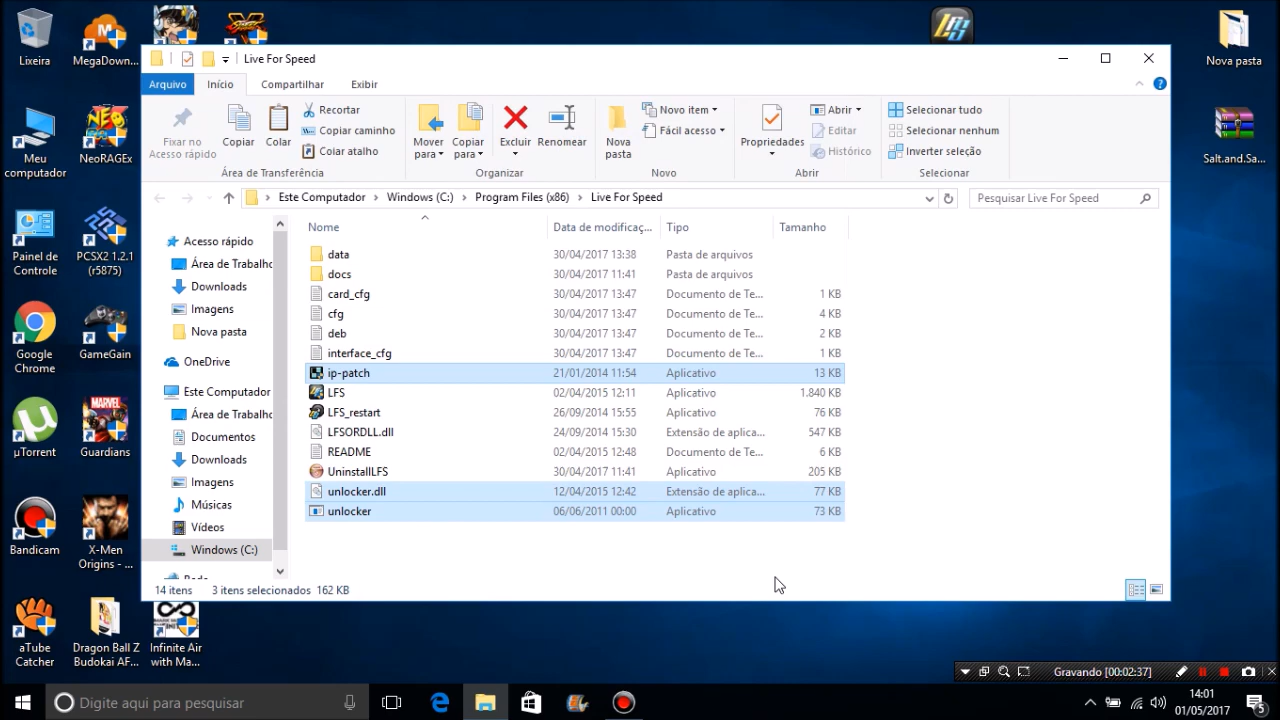 Live For Speed
Arquivo Início Compartilhar Exibir
Fixar no Acesso rápido
Copiar
Colar
Recortar
Copiar caminho
Colar atalho
Área de Transferência
Mover para
Copiar para
Excluir
Renomear
Organizar
Nova pasta
Novo item
Fácil acesso
Novo
Propriedades
Abrir
Editar
Histórico
Abrir
Selecionar tudo
Selecionar nenhum
Inverter seleção
Selecionar
Este Computador > Windows (C:) > Program Files (x86) > Live For Speed
Pesquisar Live For Speed
Acesso rápido
Área de Trabalho
Downloads
Imagens
Nova pasta
OneDrive
Este Computador
Área de Trabalho
Documentos
Downloads
Imagens
Músicas
Vídeos
Windows (C:)
Nome Data de modificaç... Tipo Tamanho
data 30/04/2017 13:38 Pasta de arquivos
docs 30/04/2017 11:41 Pasta de arquivos
card_cfg 30/04/2017 13:47 Documento de Te... 1 KB
cfg 30/04/2017 13:47 Documento de Te... 4 KB
deb 30/04/2017 13:47 Documento de Te... 2 KB
interface_cfg 30/04/2017 13:47 Documento de Te... 1 KB
ip-patch 21/01/2014 11:54 Aplicativo 13 KB
LFS 02/04/2015 12:11 Aplicativo 1.840 KB
LFS_restart 26/09/2014 15:55 Aplicativo 76 KB
LFSORDLL.dll 24/09/2014 15:30 Extensão de aplica... 547 KB
README 02/04/2015 12:48 Documento de Te... 6 KB
UninstallLFS 30/04/2017 11:41 Aplicativo 205 KB
unlocker.dll 12/04/2015 12:42 Extensão de aplica... 77 KB
unlocker 06/06/2011 00:00 Aplicativo 73 KB
14 itens 3 itens selecionados 162 KB
Lixeira
MegaDown...
Meu computador
NeoRAGEx
Painel de Controle
PCSX2 1.2.1 (r5875)
Google Chrome
GameGain
µTorrent
Guardians
Bandicam
X-Men Origins - ...
aTube Catcher
Dragon Ball Z Budokai AF...
Infinite Air with Ma...
Nova pasta
Salt.and.Sa...
Gravando [00:02:37]
Digite aqui para pesquisar
14:01
01/05/2017
5